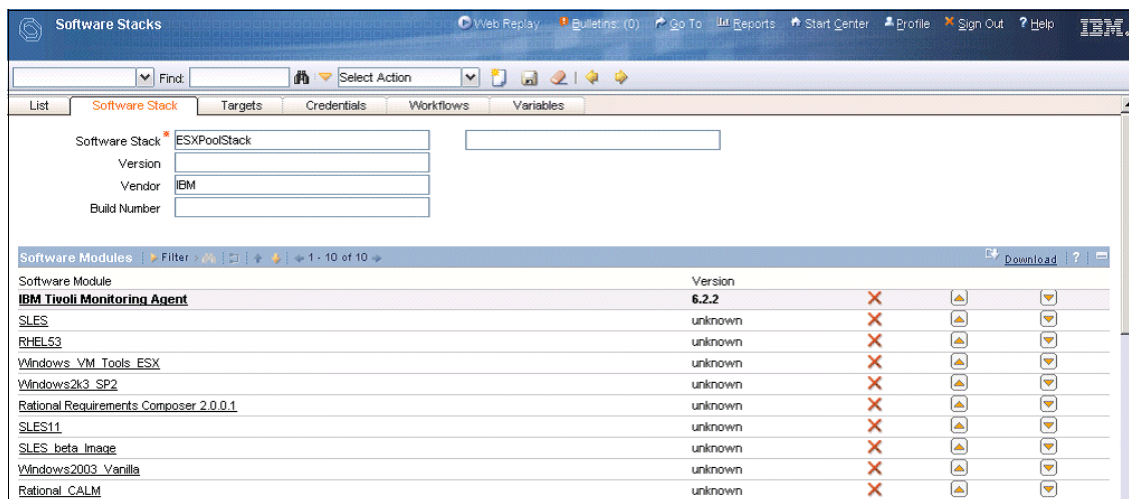 Software Stacks Web Replay Bulletins: (0) Go To Reports Start Center Profile Sign Out ? Help IBM.
Find: Select Action
List Software Stack Targets Credentials Workflows Variables
Software Stack * ESXPoolStack
Version
Vendor IBM
Build Number
Software Modules Filter 1 - 10 of 10 Download ?
Software Module Version
IBM Tivoli Monitoring Agent 6.2.2
SLES unknown
RHEL53 unknown
Windows_VM_Tools_ESX unknown
Windows2k3_SP2 unknown
Rational Requirements Composer 2.0.0.1 unknown
SLES11 unknown
SLES_beta_Image unknown
Windows2003_Vanilla unknown
Rational_CALM unknown